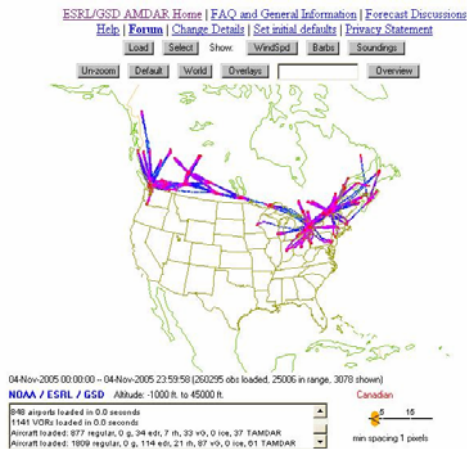 ESRL/GSD AMDAR Home | FAQ and General Information | Forecast Discussions
Help | Forum | Change Details | Set initial defaults | Privacy Statement
Load Select Show: WindSpd Barbs Soundings
Un-zoom Default World Overlays Overview
04-Nov-2005 00:00:00 -- 04-Nov-2005 23:59:58 (260295 obs loaded, 25006 in range, 3078 shown)
NOAA / ESRL / GSD Altitude: -1000 ft. to 45000 ft. Canadian
848 airports loaded in 0.0 seconds
1141 VORs loaded in 0.0 seconds
Aircraft loaded: 877 regular, 0 g, 34 edr, 7 rh, 33 vG, 0 ice, 37 TAMDAR
Aircraft loaded: 1809 regular, 0 g, 114 edr, 21 rh, 87 vG, 0 ice, 61 TAMDAR
5 15
min spacing 1 pixels